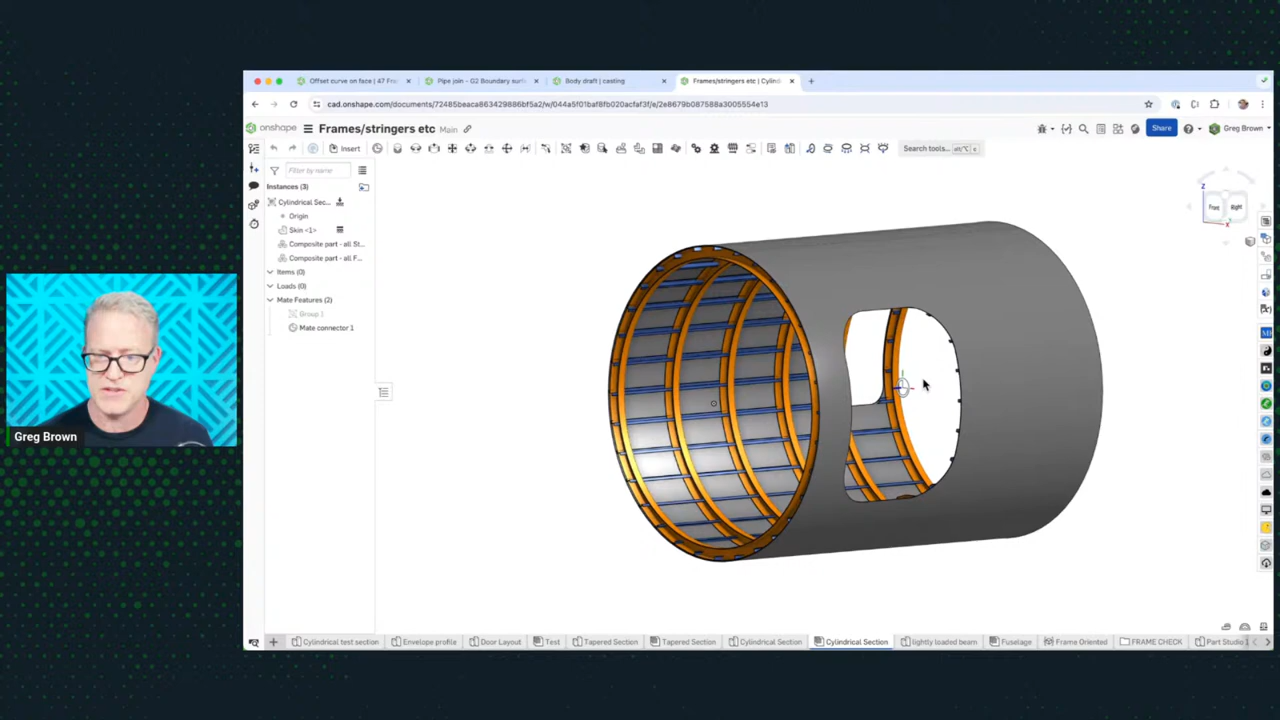 Offset curve on face | 47 Fra
Pipe join - G2 Boundary surf
Body draft | casting
Frames/stringers etc | Cylind
cad.onshape.com/documents/72485beaca863429886bf5a2/w/044a5f01baf8fb020acfaf3f/e/2e8679b087588a3005554e13
onshape
Frames/stringers etc
Main
Share
Greg Brown
Insert
Search tools... alt/⌥ c
Filter by name
Instances (3)
Cylindrical Sec...
Origin
Skin <1>
Composite part - all St...
Composite part - all F...
Items (0)
Loads (0)
Mate Features (2)
Group 1
Mate connector 1
Z
Front
Right
X
Greg Brown
Cylindrical test section
Envelope profile
Door Layout
Test
Tapered Section
Tapered Section
Cylindrical Section
Cylindrical Section
lightly loaded beam
Fuselage
Frame Oriented
FRAME CHECK
Part Studio 1